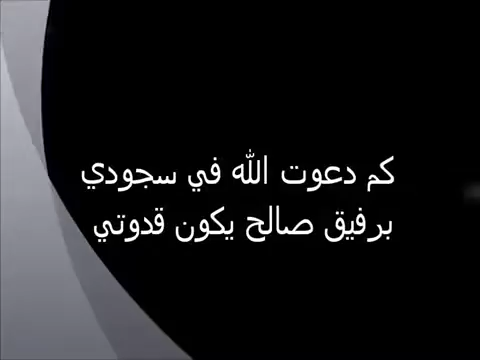 كم دعوت الله في سجودي
برفيق صالح يكون قدوتي